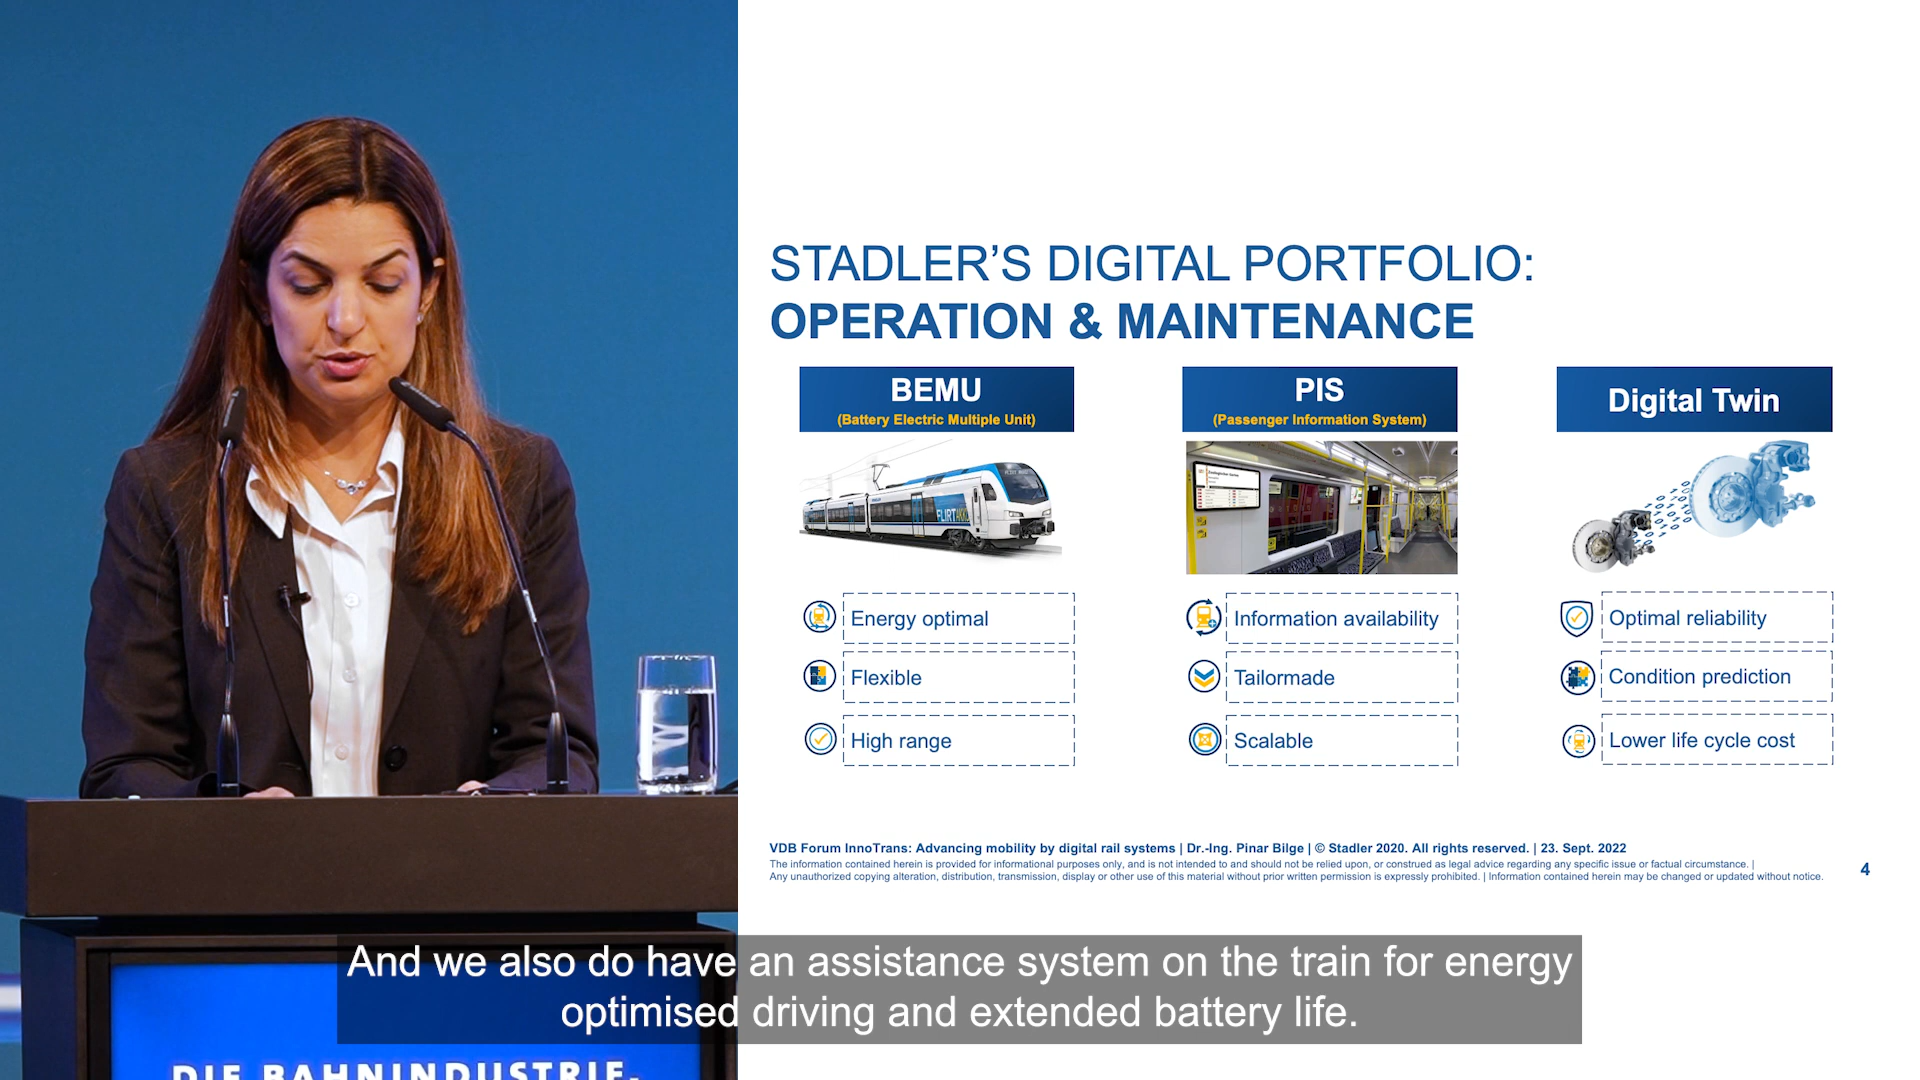 STADLER’S DIGITAL PORTFOLIO:
OPERATION & MAINTENANCE
BEMU
(Battery Electric Multiple Unit)
PIS
(Passenger Information System)
Digital Twin
FLIRT AKKU
Energy optimal
Flexible
High range
Information availability
Tailormade
Scalable
Optimal reliability
Condition prediction
Lower life cycle cost
VDB Forum InnoTrans: Advancing mobility by digital rail systems | Dr.-Ing. Pinar Bilge | © Stadler 2020. All rights reserved. | 23. Sept. 2022
The information contained herein is provided for informational purposes only, and is not intended to and should not be relied upon, or construed as legal advice regarding any specific issue or factual circumstance. |
Any unauthorized copying alteration, distribution, transmission, display or other use of this material without prior written permission is expressly prohibited. | Information contained herein may be changed or updated without notice.
4
And we also do have an assistance system on the train for energy
optimised driving and extended battery life.
DIE BAHNINDUSTRIE.